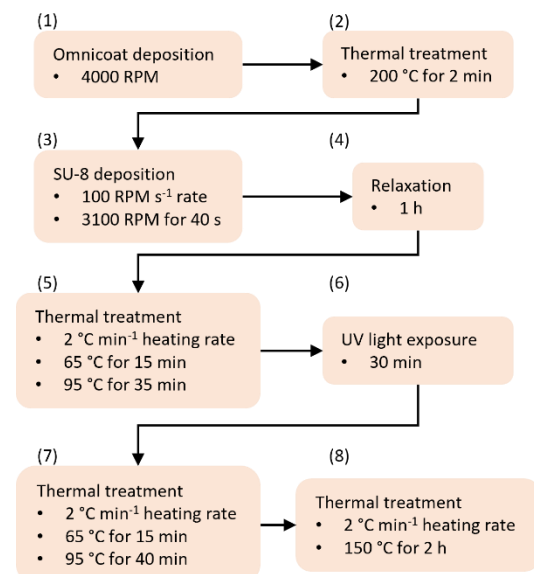 (1)
Omnicoat deposition
• 4000 RPM
(2)
Thermal treatment
• 200 °C for 2 min
(3)
SU-8 deposition
• 100 RPM s⁻¹ rate
• 3100 RPM for 40 s
(4)
Relaxation
• 1 h
(5)
Thermal treatment
• 2 °C min⁻¹ heating rate
• 65 °C for 15 min
• 95 °C for 35 min
(6)
UV light exposure
• 30 min
(7)
Thermal treatment
• 2 °C min⁻¹ heating rate
• 65 °C for 15 min
• 95 °C for 40 min
(8)
Thermal treatment
• 2 °C min⁻¹ heating rate
• 150 °C for 2 h